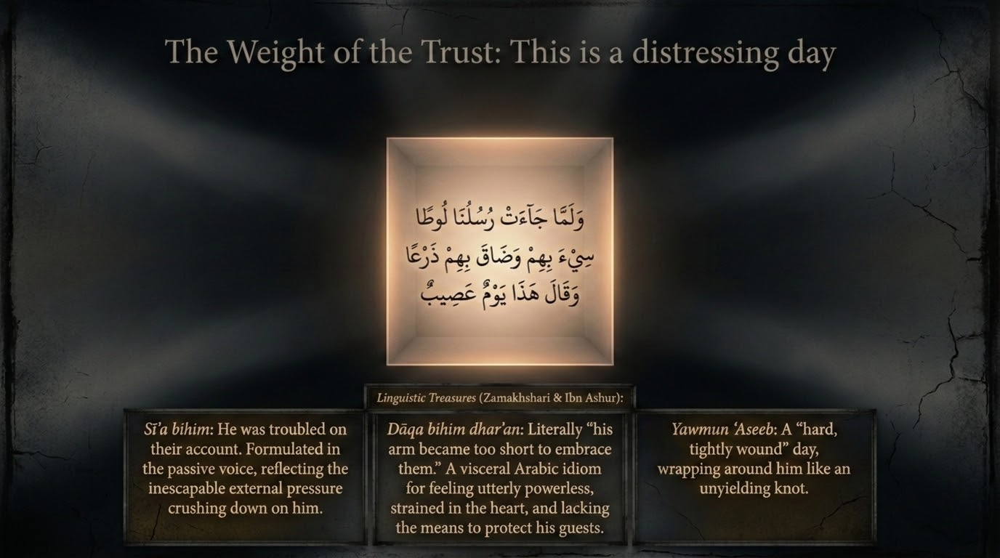 The Weight of the Trust: This is a distressing day
وَلَمَّا جَآءَتْ رُسُلُنَا لُوطًا
سِيْءَ بِهِمْ وَضَاقَ بِهِمْ ذَرْعًا
وَقَالَ هَذَا يَوْمٌ عَصِيبٌ
Linguistic Treasures (Zamakhshari & Ibn Ashur):
Sī’a bihim: He was troubled on
their account. Formulated in
the passive voice, reflecting the
inescapable external pressure
crushing down on him.
Dāqa bihim dhar’an: Literally “his
arm became too short to embrace
them.” A visceral Arabic idiom
for feeling utterly powerless,
strained in the heart, and lacking
the means to protect his guests.
Yawmun ‘Aseeb: A “hard,
tightly wound” day,
wrapping around him like an
unyielding knot.